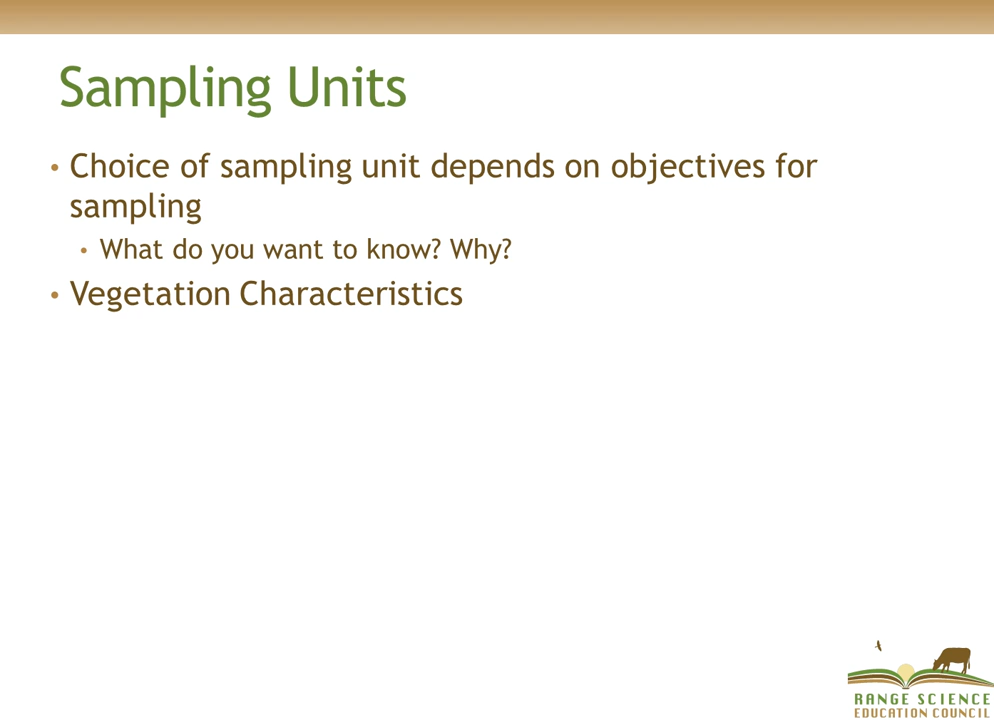 Sampling Units
• Choice of sampling unit depends on objectives for
sampling
• What do you want to know? Why?
• Vegetation Characteristics
RANGE SCIENCE
EDUCATION COUNCIL